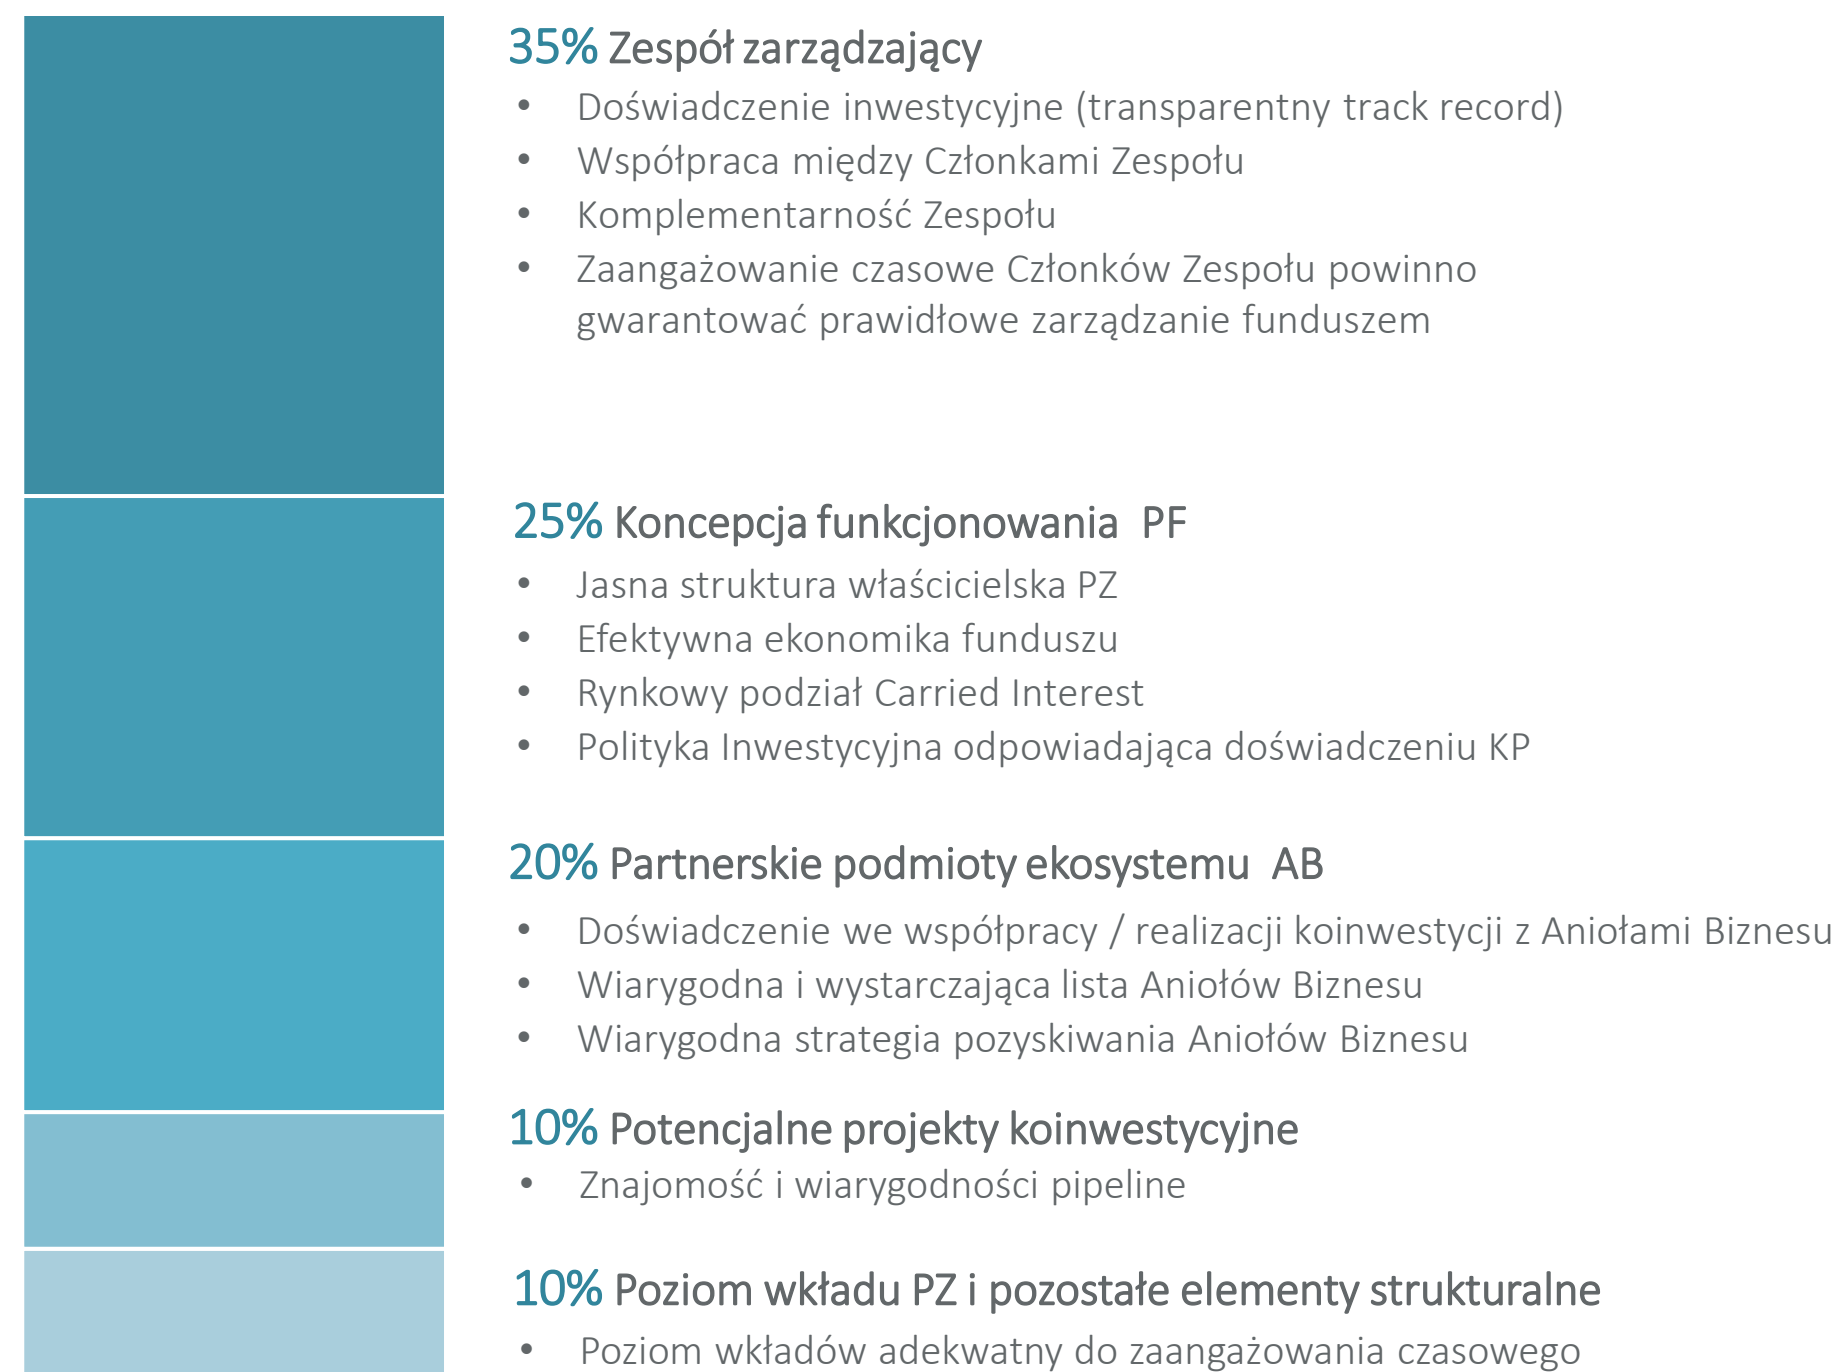 35% Zespół zarządzający
• Doświadczenie inwestycyjne (transparentny track record)
• Współpraca między Członkami Zespołu
• Komplementarność Zespołu
• Zaangażowanie czasowe Członków Zespołu powinno
gwarantować prawidłowe zarządzanie funduszem
25% Koncepcja funkcjonowania PF
• Jasna struktura właścicielska PZ
• Efektywna ekonomika funduszu
• Rynkowy podział Carried Interest
• Polityka Inwestycyjna odpowiadająca doświadczeniu KP
20% Partnerskie podmioty ekosystemu AB
• Doświadczenie we współpracy / realizacji koinwestycji z Aniołami Biznesu
• Wiarygodna i wystarczająca lista Aniołów Biznesu
• Wiarygodna strategia pozyskiwania Aniołów Biznesu
10% Potencjalne projekty koinwestycyjne
• Znajomość i wiarygodności pipeline
10% Poziom wkładu PZ i pozostałe elementy strukturalne
• Poziom wkładów adekwatny do zaangażowania czasowego